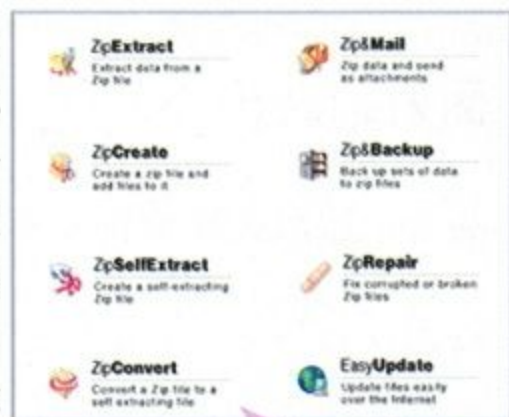 ZipExtract
Extract data from a
Zip file
Zip&Mail
Zip data and send
as attachments
ZipCreate
Create a zip file and
add files to it
Zip&Backup
Back up sets of data
to zip files
ZipSelfExtract
Create a self-extracting
Zip file
ZipRepair
Fix corrupted or broken
Zip files
ZipConvert
Convert a Zip file to a
self extracting file
EasyUpdate
Update files easily
over the Internet